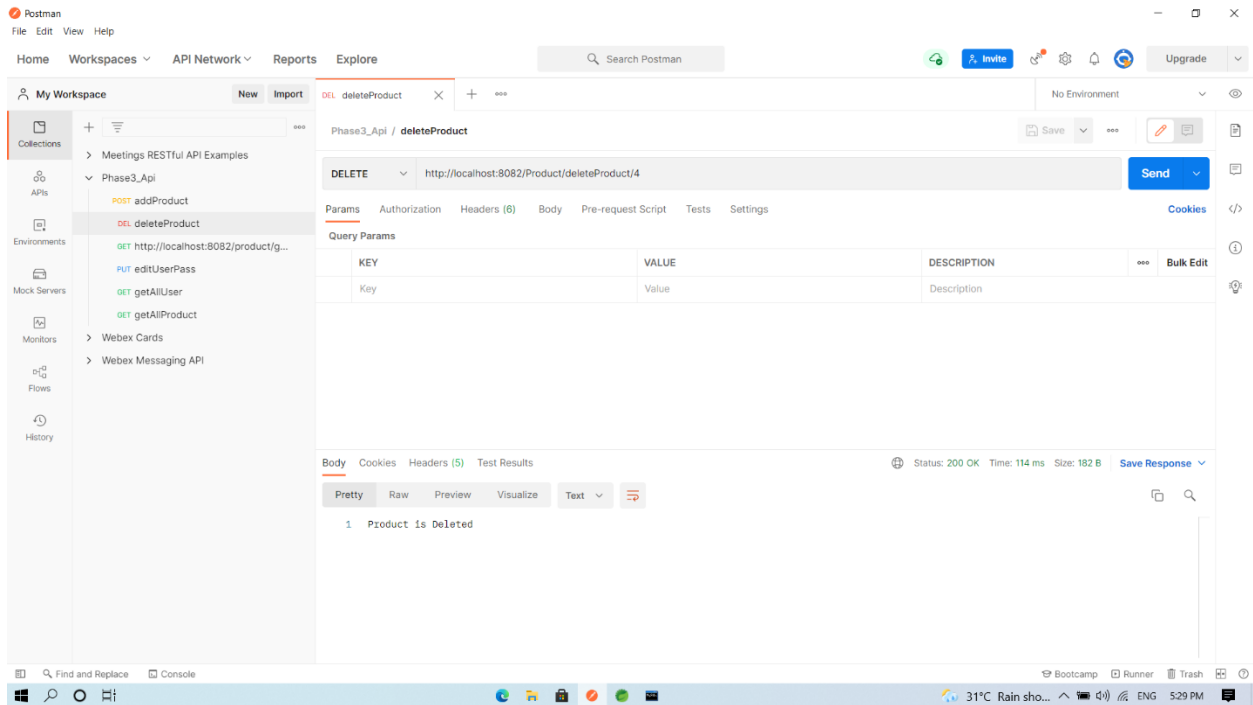 Postman
File Edit View Help
Home Workspaces API Network Reports Explore Search Postman Invite Upgrade
My Workspace New Import DEL deleteProduct No Environment
Collections
APIs
Environments
Mock Servers
Monitors
Flows
History
Meetings RESTful API Examples
Phase3_Api
POST addProduct
DEL deleteProduct
GET http://localhost:8082/product/g...
PUT editUserPass
GET getAllUser
GET getAllProduct
Webex Cards
Webex Messaging API
Phase3_Api / deleteProduct Save
DELETE http://localhost:8082/Product/deleteProduct/4 Send
Params Authorization Headers (6) Body Pre-request Script Tests Settings Cookies
Query Params
KEY VALUE DESCRIPTION Bulk Edit
Key Value Description
Body Cookies Headers (5) Test Results Status: 200 OK Time: 114 ms Size: 182 B Save Response
Pretty Raw Preview Visualize Text
1 Product is Deleted
Find and Replace Console Bootcamp Runner Trash
31°C Rain sho... ENG 5:29 PM